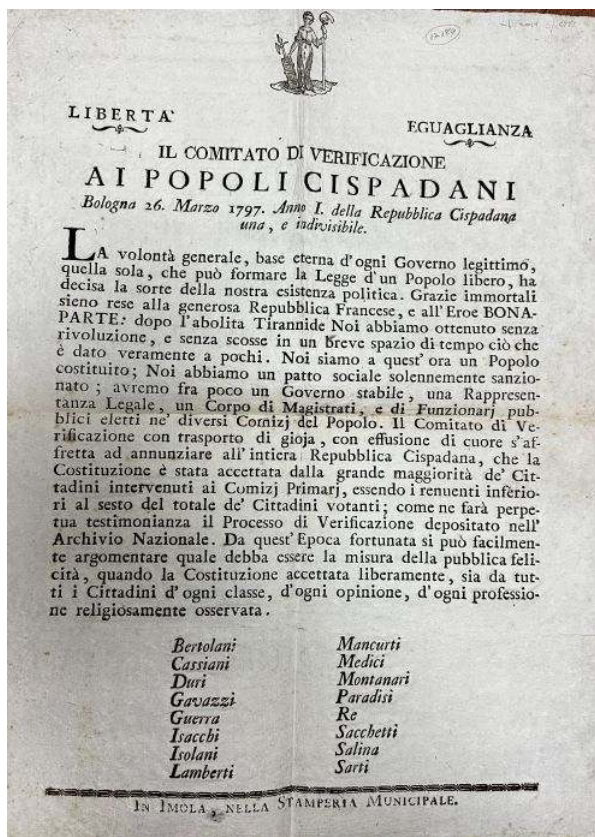 LIBERTA' EGUAGLIANZA
IL COMITATO DI VERIFICAZIONE
AI POPOLI CISPADANI
Bologna 26. Marzo 1797. Anno I. della Repubblica Cispadana
una, e indivisibile.
LA volontà generale, base eterna d'ogni Governo legittimo,
quella sola, che può formare la Legge d'un Popolo libero, ha
decisa la sorte della nostra esistenza politica. Grazie immortali
sieno rese alla generosa Repubblica Francese, e all'Eroe BONA-
PARTE: dopo l'abolita Tirannide Noi abbiamo ottenuto senza
rivoluzione, e senza scosse in un breve spazio di tempo ciò che
è dato veramente a pochi. Noi siamo a quest'ora un Popolo
costituito; Noi abbiamo un patto sociale solennemente sanzio-
nato; avremo fra poco un Governo stabile, una Rappresen-
tanza Legale, un Corpo di Magistrati, e di Funzionarj pub-
blici eletti ne' diversi Comizj del Popolo. Il Comitato di Ve-
rificazione con trasporto di gioja, con effusione di cuore s'af-
fretta ad annunziare all'intiera Repubblica Cispadana, che la
Costituzione è stata accettata dalla grande maggiorità de' Cit-
tadini intervenuti ai Comizj Primarj, essendo i renuenti inferio-
ri al sesto del totale de' Cittadini votanti; come ne farà perpe-
tua testimonianza il Processo di Verificazione depositato nell'
Archivio Nazionale. Da quest'Epoca fortunata si può facilmen-
te argomentare quale debba essere la misura della pubblica feli-
cità, quando la Costituzione accettata liberamente, sia da tut-
ti i Cittadini d'ogni classe, d'ogni opinione, d'ogni professio-
ne religiosamente osservata.
Bertolani
Cassiani
Duri
Gavazzi
Guerra
Isacchi
Isolani
Lamberti
Mancurti
Medici
Montanari
Paradisi
Re
Sacchetti
Salina
Sarti
IN IMOLA, NELLA STAMPERIA MUNICIPALE.